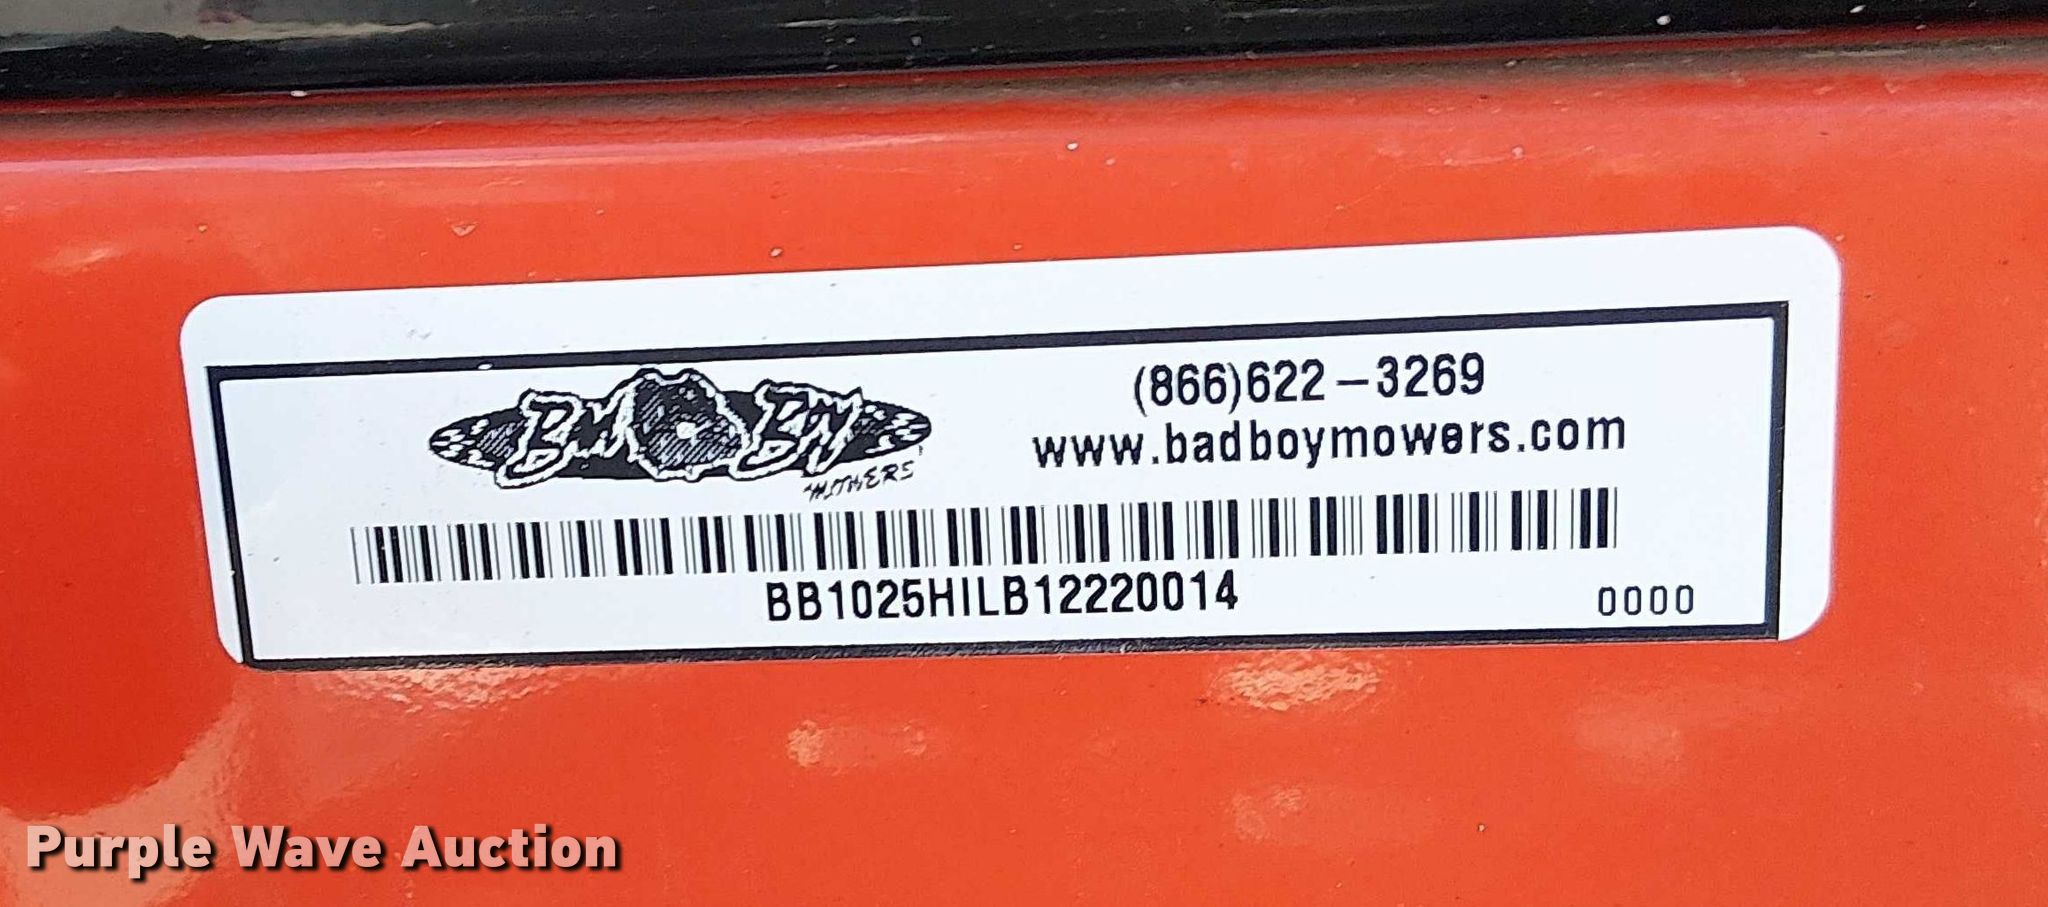 (866)622-3269
www.badboymowers.com
BB1025HILB12220014
0000
Purple Wave Auction